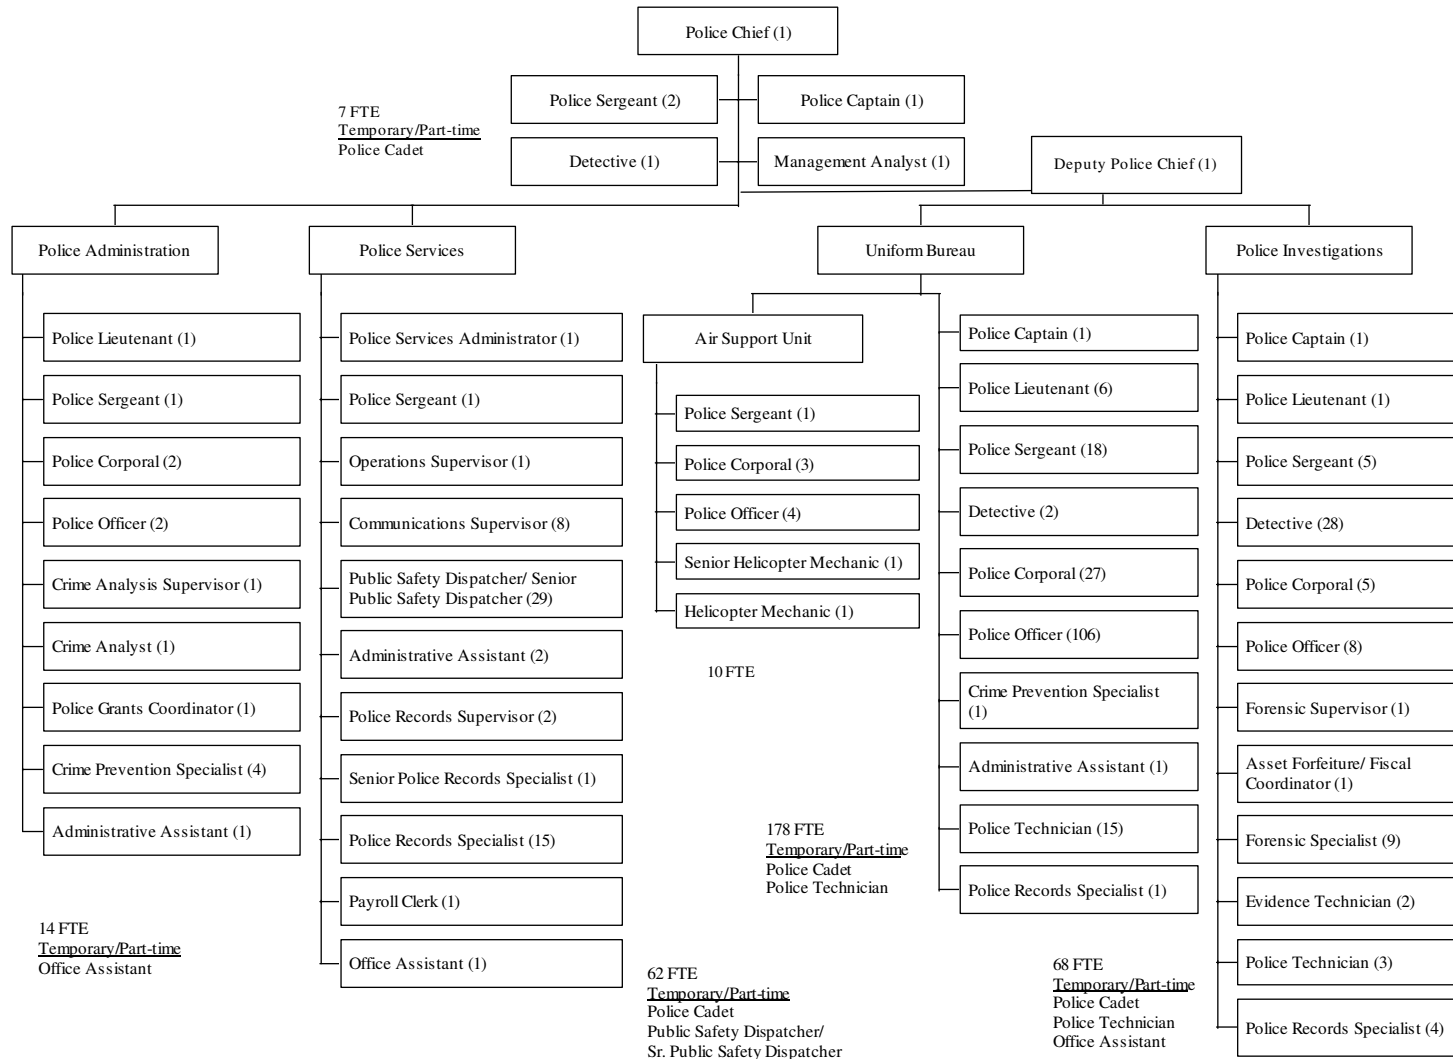 Police Chief (1)
Police Sergeant (2)
Police Captain (1)
7 FTE
Temporary/Part-time
Police Cadet
Detective (1)
Management Analyst (1)
Deputy Police Chief (1)
Police Administration
Police Services
Uniform Bureau
Police Investigations
Police Lieutenant (1)
Police Sergeant (1)
Police Corporal (2)
Police Officer (2)
Crime Analysis Supervisor (1)
Crime Analyst (1)
Police Grants Coordinator (1)
Crime Prevention Specialist (4)
Administrative Assistant (1)
14 FTE
Temporary/Part-time
Office Assistant
Police Services Administrator (1)
Police Sergeant (1)
Operations Supervisor (1)
Communications Supervisor (8)
Public Safety Dispatcher/ Senior
Public Safety Dispatcher (29)
Administrative Assistant (2)
Police Records Supervisor (2)
Senior Police Records Specialist (1)
Police Records Specialist (15)
Payroll Clerk (1)
Office Assistant (1)
62 FTE
Temporary/Part-time
Police Cadet
Public Safety Dispatcher/
Sr. Public Safety Dispatcher
Air Support Unit
Police Sergeant (1)
Police Corporal (3)
Police Officer (4)
Senior Helicopter Mechanic (1)
Helicopter Mechanic (1)
10 FTE
Police Captain (1)
Police Lieutenant (6)
Police Sergeant (18)
Detective (2)
Police Corporal (27)
Police Officer (106)
Crime Prevention Specialist
(1)
Administrative Assistant (1)
Police Technician (15)
Police Records Specialist (1)
178 FTE
Temporary/Part-time
Police Cadet
Police Technician
Police Captain (1)
Police Lieutenant (1)
Police Sergeant (5)
Detective (28)
Police Corporal (5)
Police Officer (8)
Forensic Supervisor (1)
Asset Forfeiture/ Fiscal
Coordinator (1)
Forensic Specialist (9)
Evidence Technician (2)
Police Technician (3)
Police Records Specialist (4)
68 FTE
Temporary/Part-time
Police Cadet
Police Technician
Office Assistant